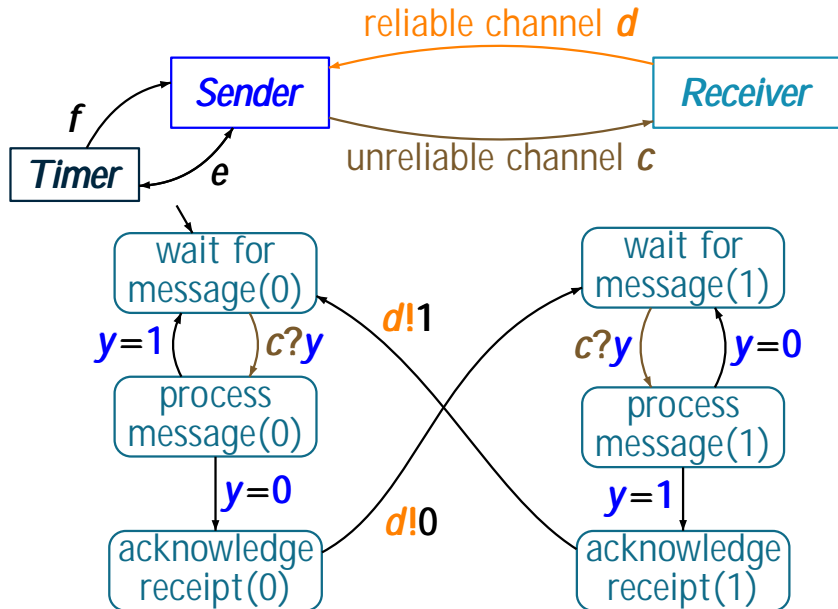 reliable channel d
Sender
Receiver
f
e
Timer
unreliable channel c
wait for
message(0)
wait for
message(1)
d!1
y=1
c?y
c?y
y=0
process
message(0)
process
message(1)
y=0
d!0
y=1
acknowledge
receipt(0)
acknowledge
receipt(1)